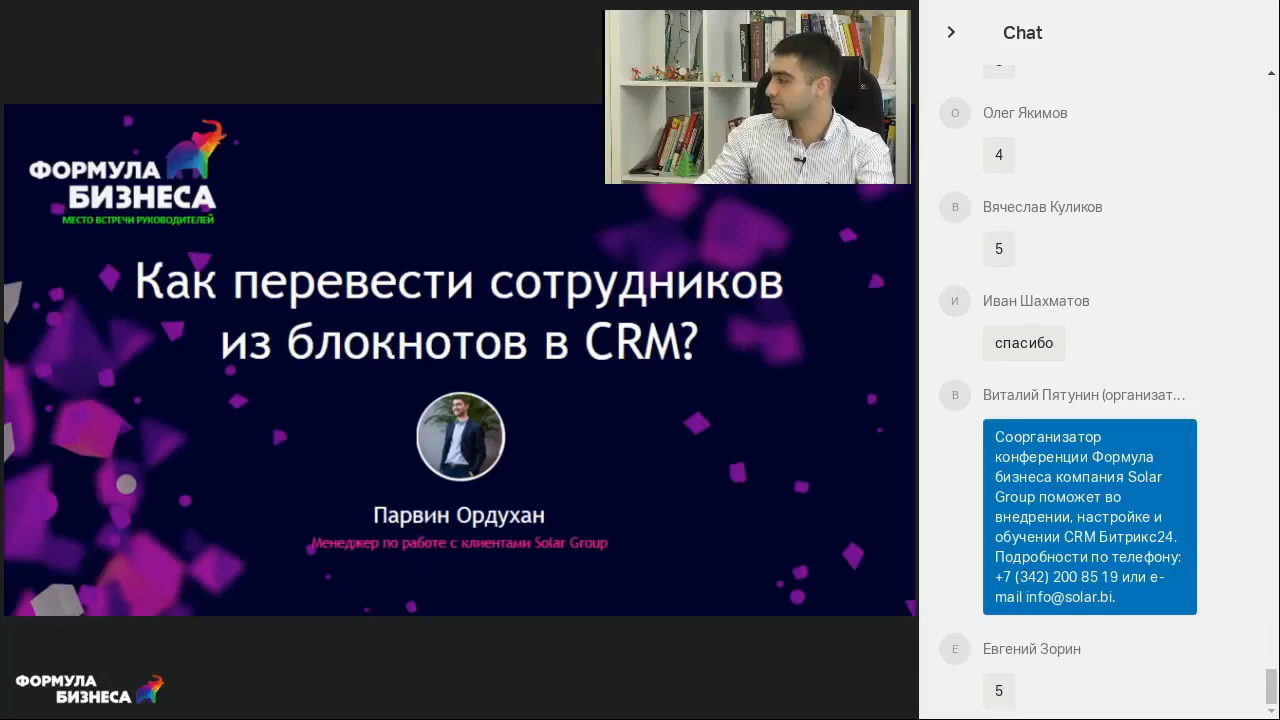 ФОРМУЛА
БИЗНЕСА
МЕСТО ВСТРЕЧИ РУКОВОДИТЕЛЕЙ
Как перевести сотрудников
из блокнотов в CRM?
Парвин Ордухан
Менеджер по работе с клиентами Solar Group
ФОРМУЛА
БИЗНЕСА
Chat
О
Олег Якимов
4
В
Вячеслав Куликов
5
И
Иван Шахматов
спасибо
В
Виталий Пятунин (организат...
Соорганизатор
конференции Формула
бизнеса компания Solar
Group поможет во
внедрении, настройке и
обучении CRM Битрикс24.
Подробности по телефону:
+7 (342) 200 85 19 или e-
mail info@solar.bi.
Е
Евгений Зорин
5